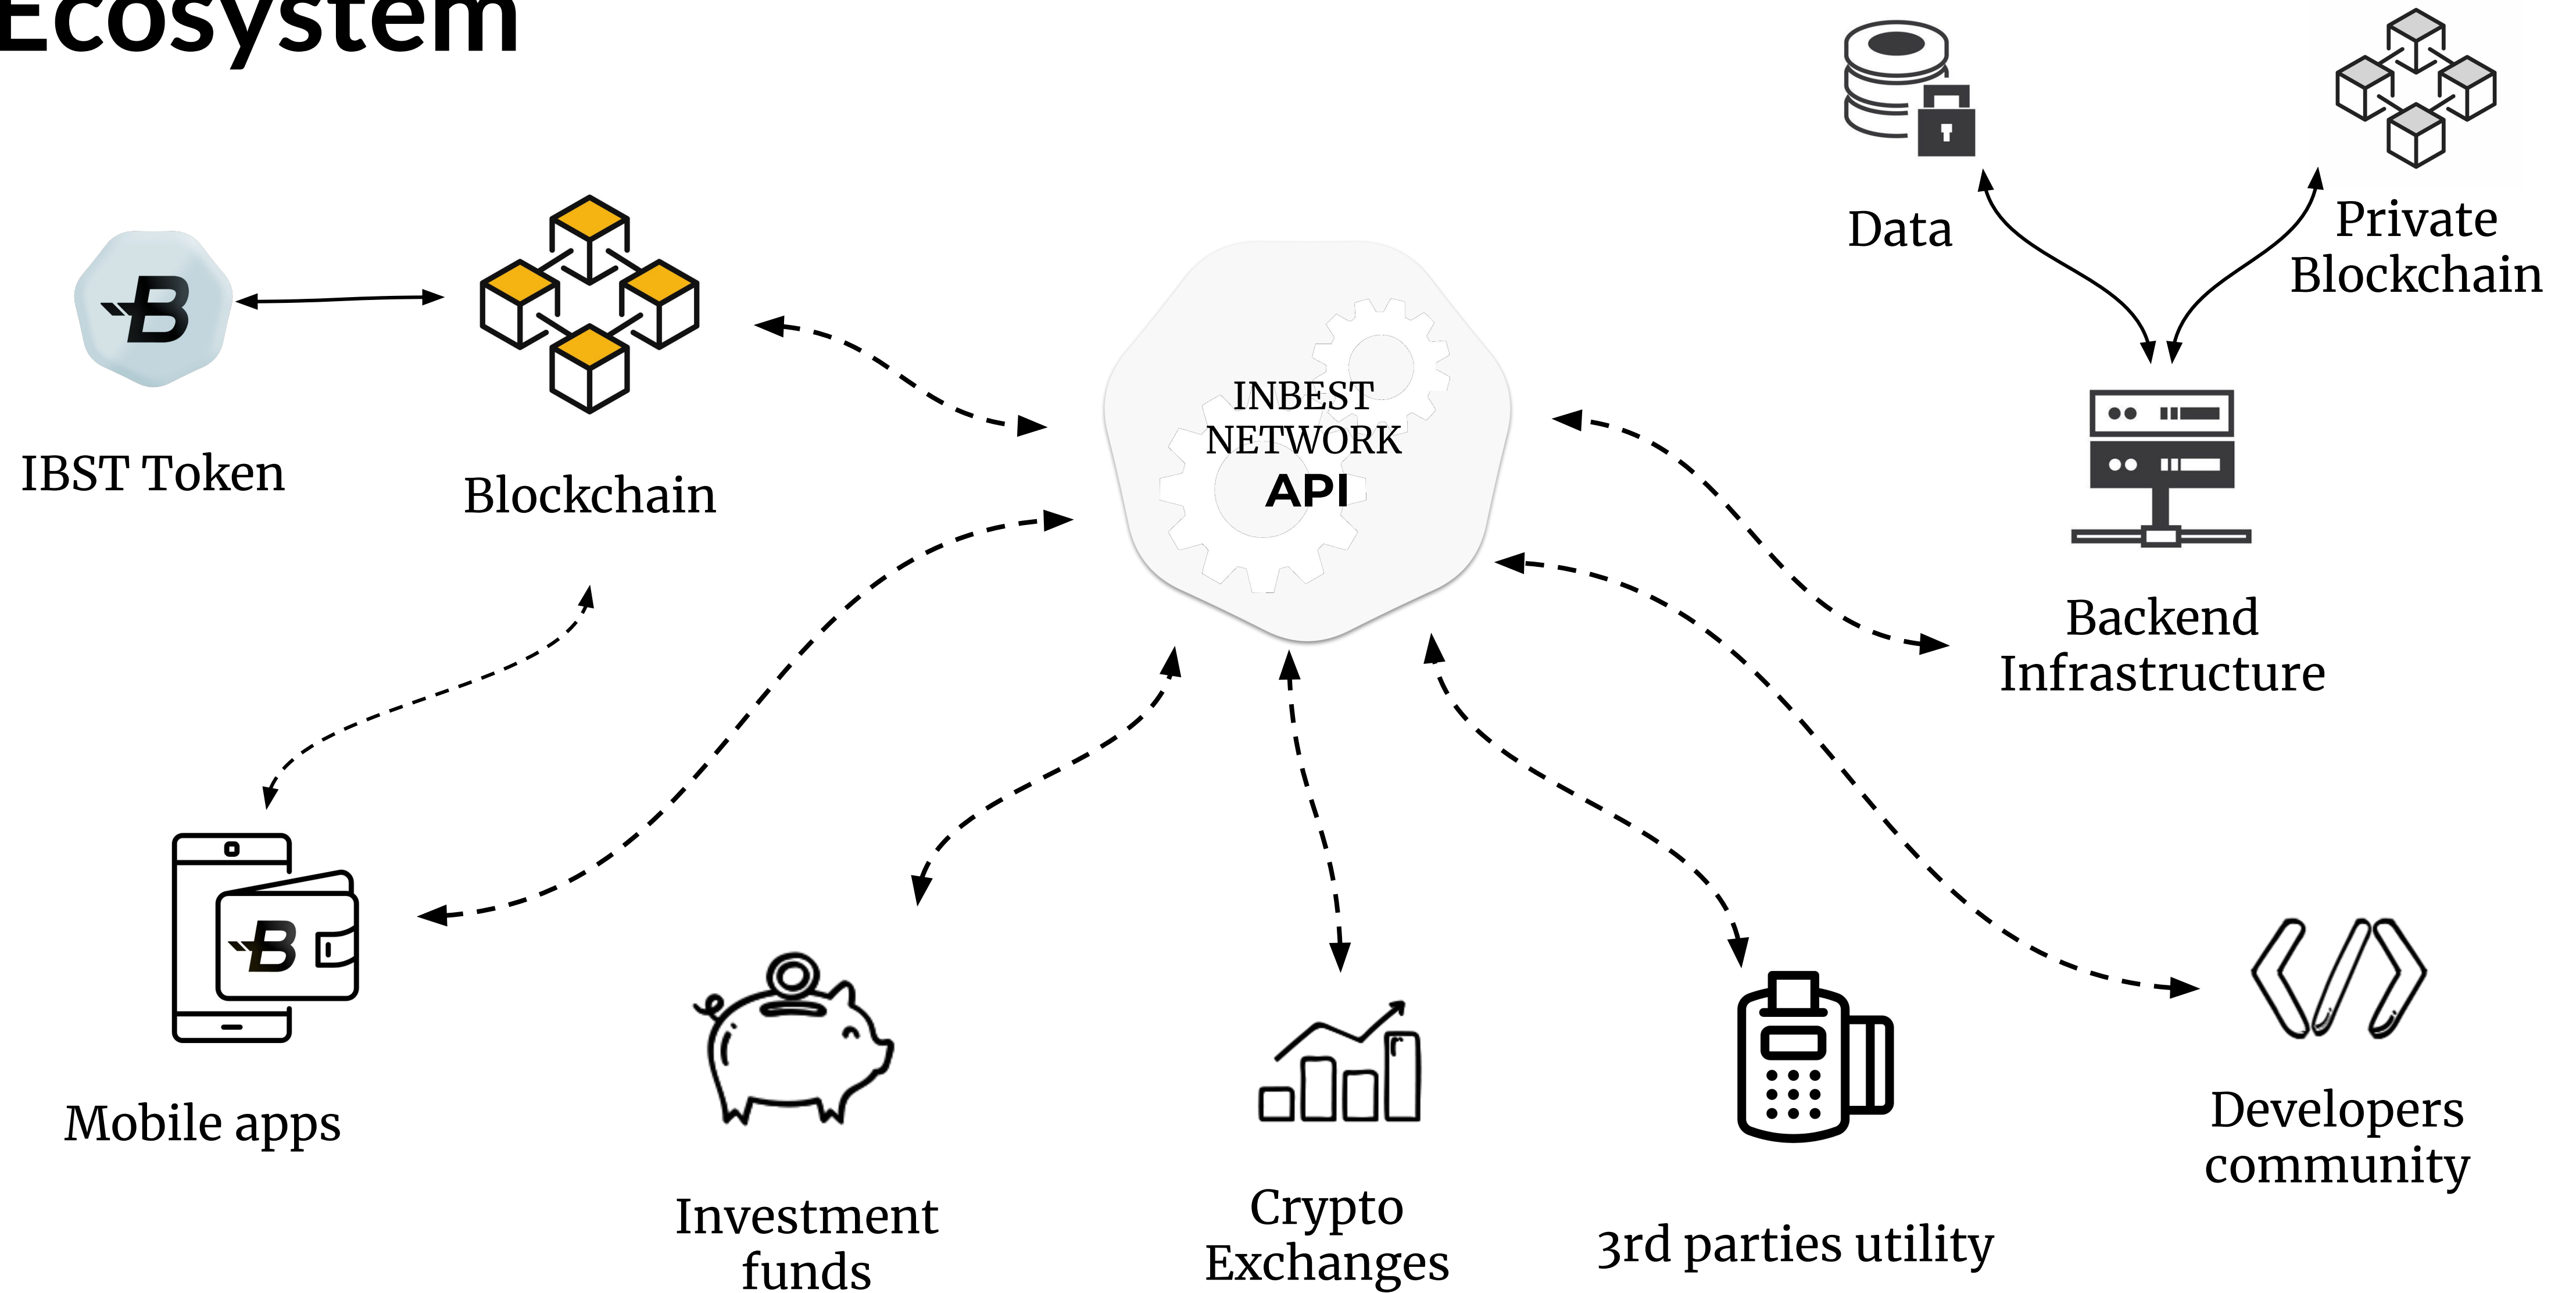 Ecosystem
Data
Private
Blockchain
INBEST
NETWORK
API
B
IBST Token
Blockchain
Backend
Infrastructure
B
Mobile apps
Investment
funds
Crypto
Exchanges
3rd parties utility
Developers
community